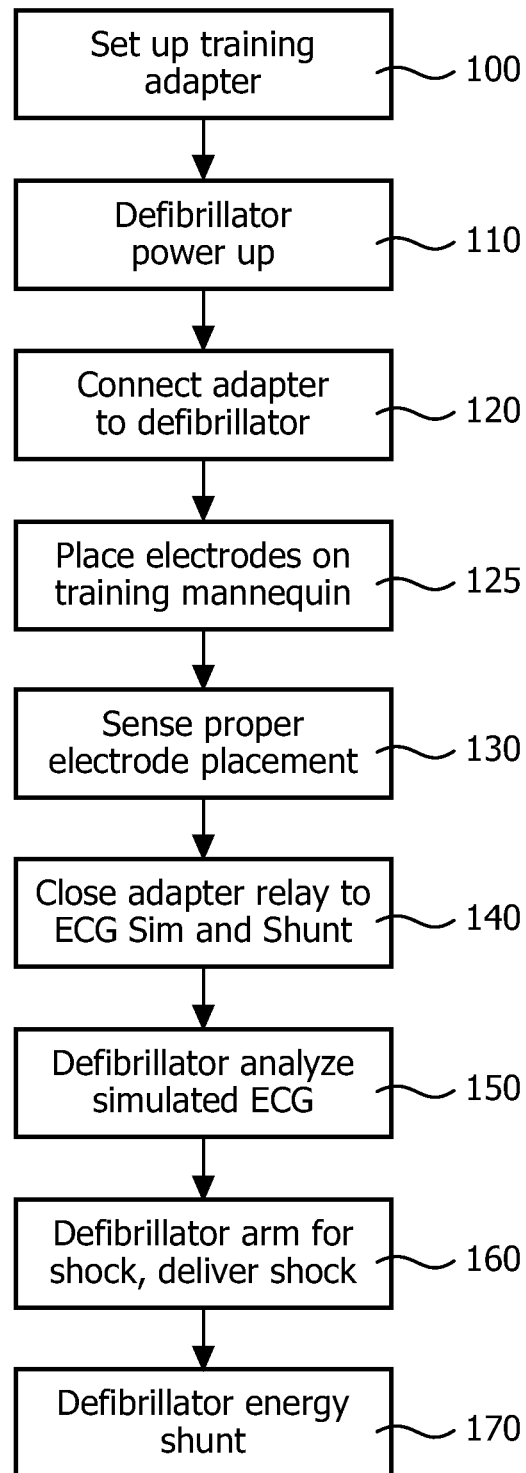 Set up training
adapter
100
Defibrillator
power up
110
Connect adapter
to defibrillator
120
Place electrodes on
training mannequin
125
Sense proper
electrode placement
130
Close adapter relay to
ECG Sim and Shunt
140
Defibrillator analyze
simulated ECG
150
Defibrillator arm for
shock, deliver shock
160
Defibrillator energy
shunt
170